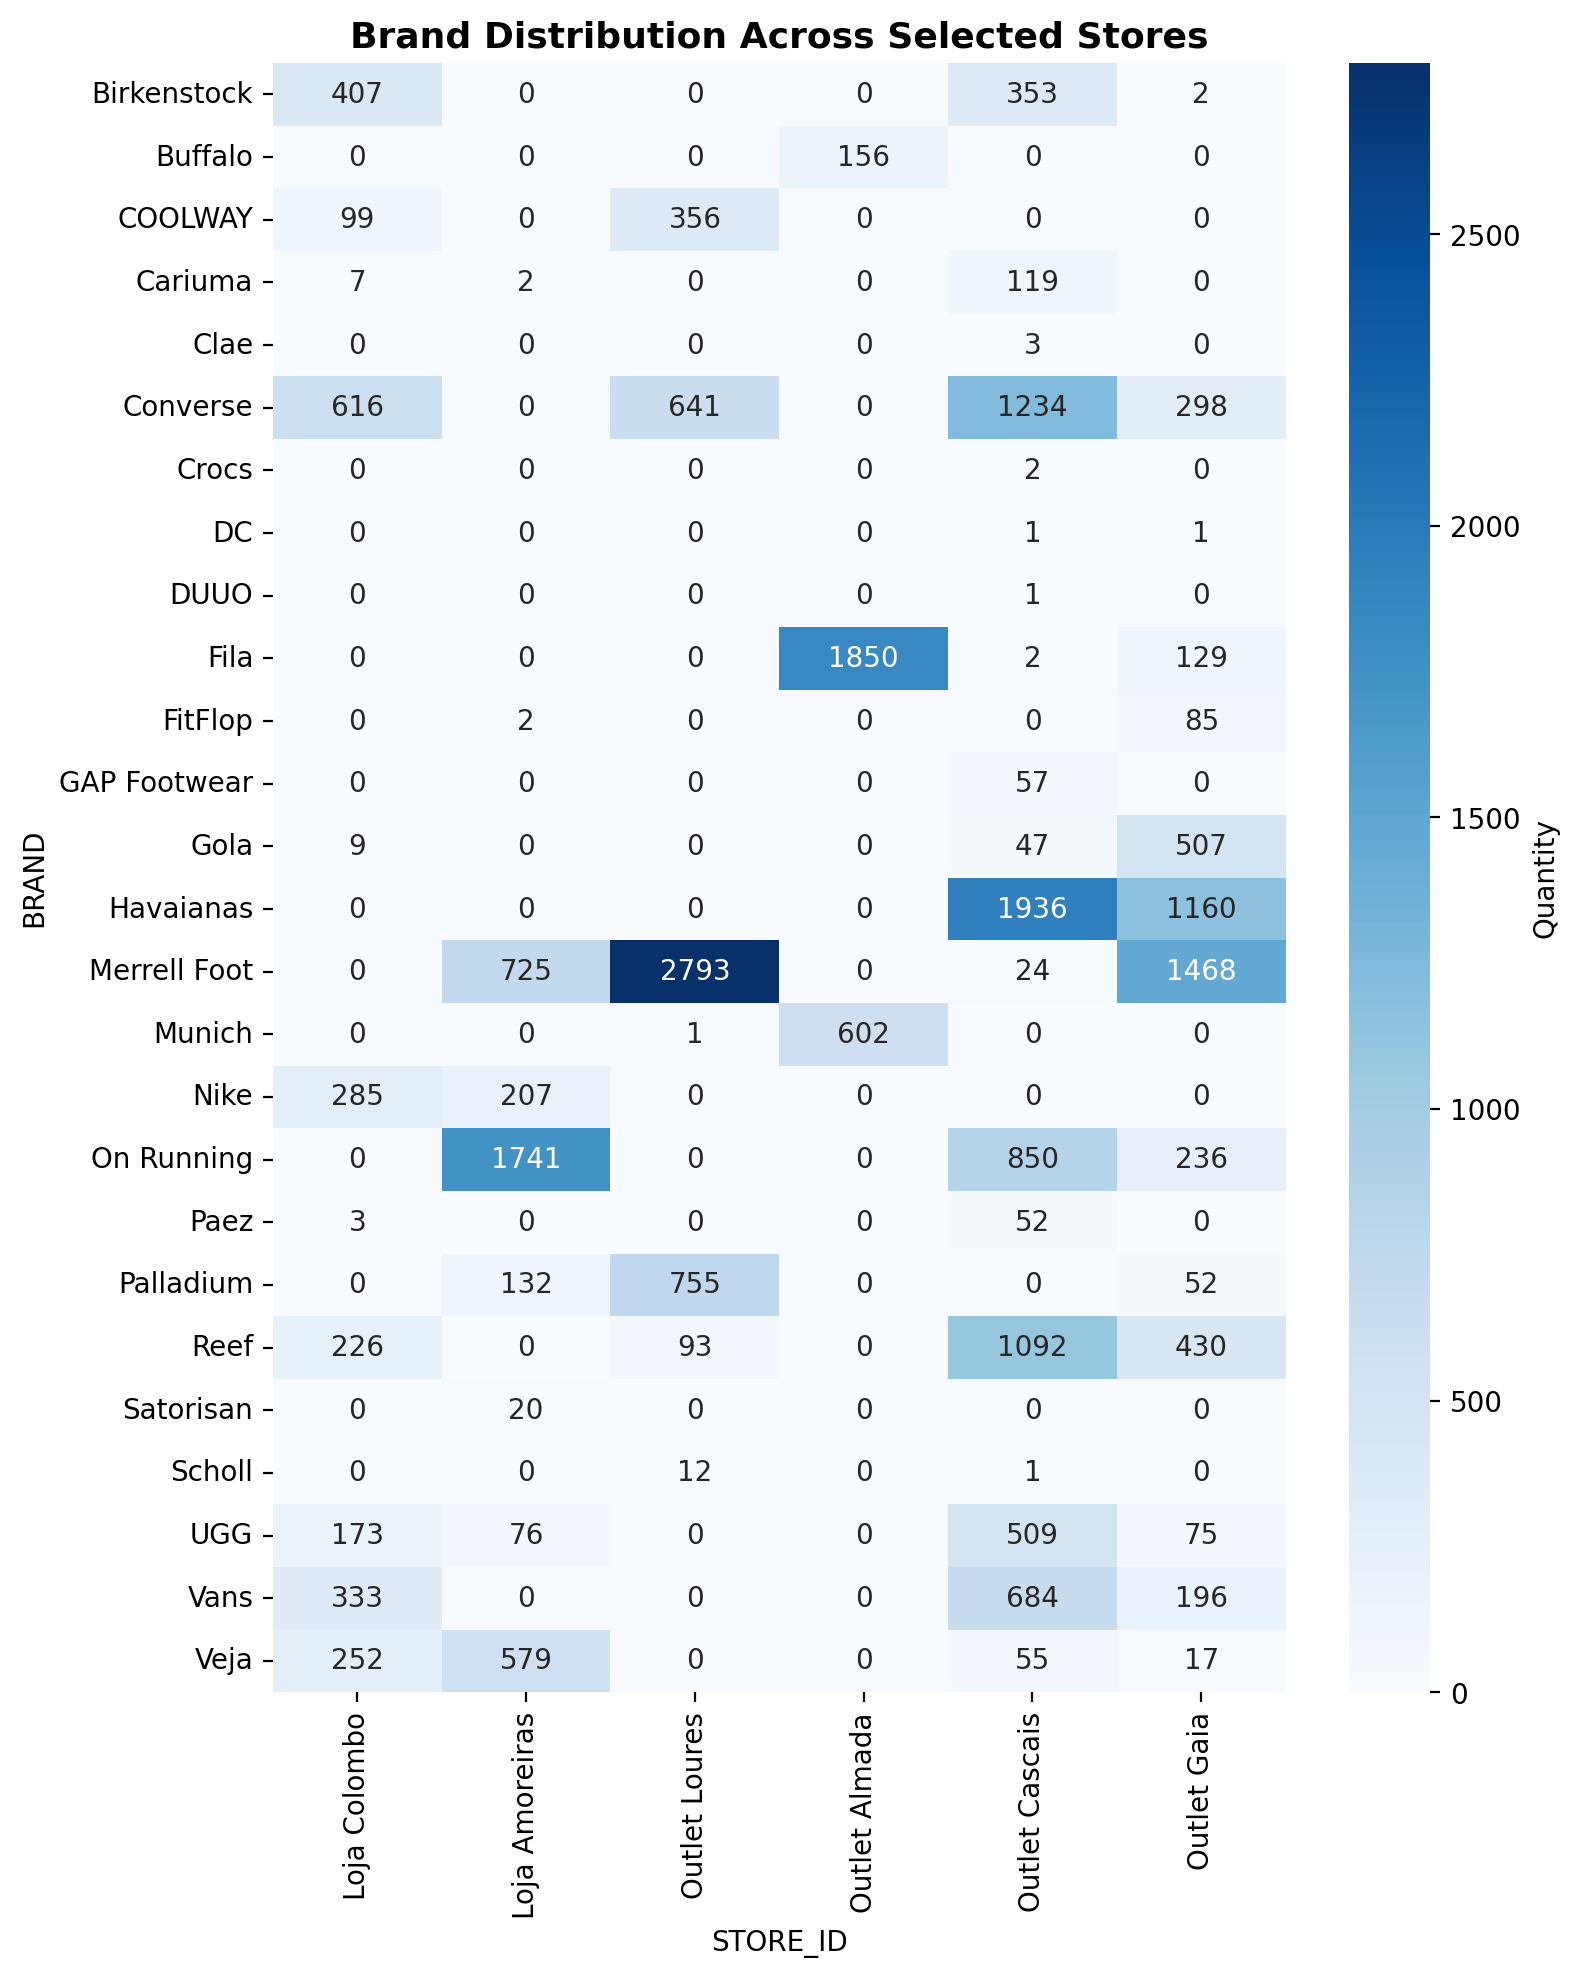 Brand Distribution Across Selected Stores
Birkenstock 407 0 0 0 353 2
Buffalo 0 0 0 156 0 0
COOLWAY 99 0 356 0 0 0
Cariuma 7 2 0 0 119 0
Clae 0 0 0 0 3 0
Converse 616 0 641 0 1234 298
Crocs 0 0 0 0 2 0
DC 0 0 0 0 1 1
DUUO 0 0 0 0 1 0
Fila 0 0 0 1850 2 129
FitFlop 0 2 0 0 0 85
GAP Footwear 0 0 0 0 57 0
Gola 9 0 0 0 47 507
Havaianas 0 0 0 0 1936 1160
Merrell Foot 0 725 2793 0 24 1468
Munich 0 0 1 602 0 0
Nike 285 207 0 0 0 0
On Running 0 1741 0 0 850 236
Paez 3 0 0 0 52 0
Palladium 0 132 755 0 0 52
Reef 226 0 93 0 1092 430
Satorisan 0 20 0 0 0 0
Scholl 0 0 12 0 1 0
UGG 173 76 0 0 509 75
Vans 333 0 0 0 684 196
Veja 252 579 0 0 55 17
BRAND
Loja Colombo
Loja Amoreiras
Outlet Loures
Outlet Almada
Outlet Cascais
Outlet Gaia
STORE_ID
2500
2000
1500
1000
500
0
Quantity